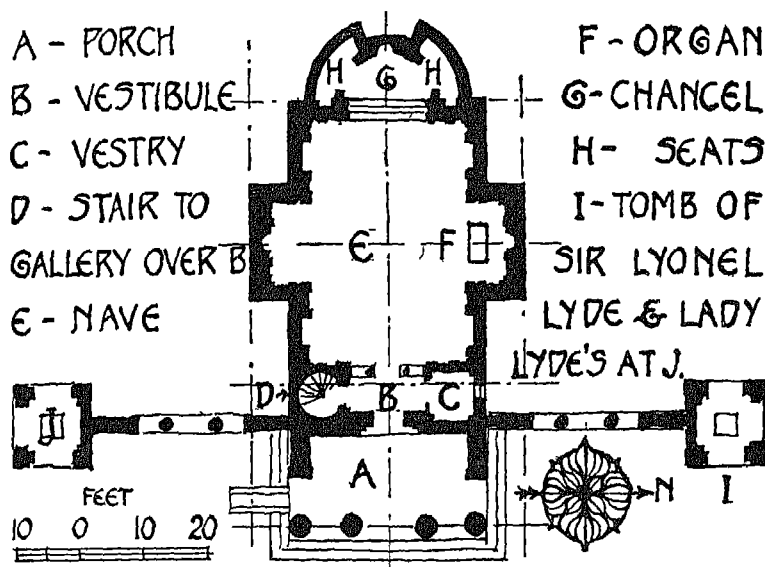 A - PORCH
B - VESTIBULE
C - VESTRY
D - STAIR TO
GALLERY OVER B
E - NAVE
F - ORGAN
G - CHANCEL
H - SEATS
I - TOMB OF
SIR LYONEL
LYDE & LADY
LYDE'S AT J.
H G H
E F
D B C
J
A
I
N
FEET
10 0 10 20